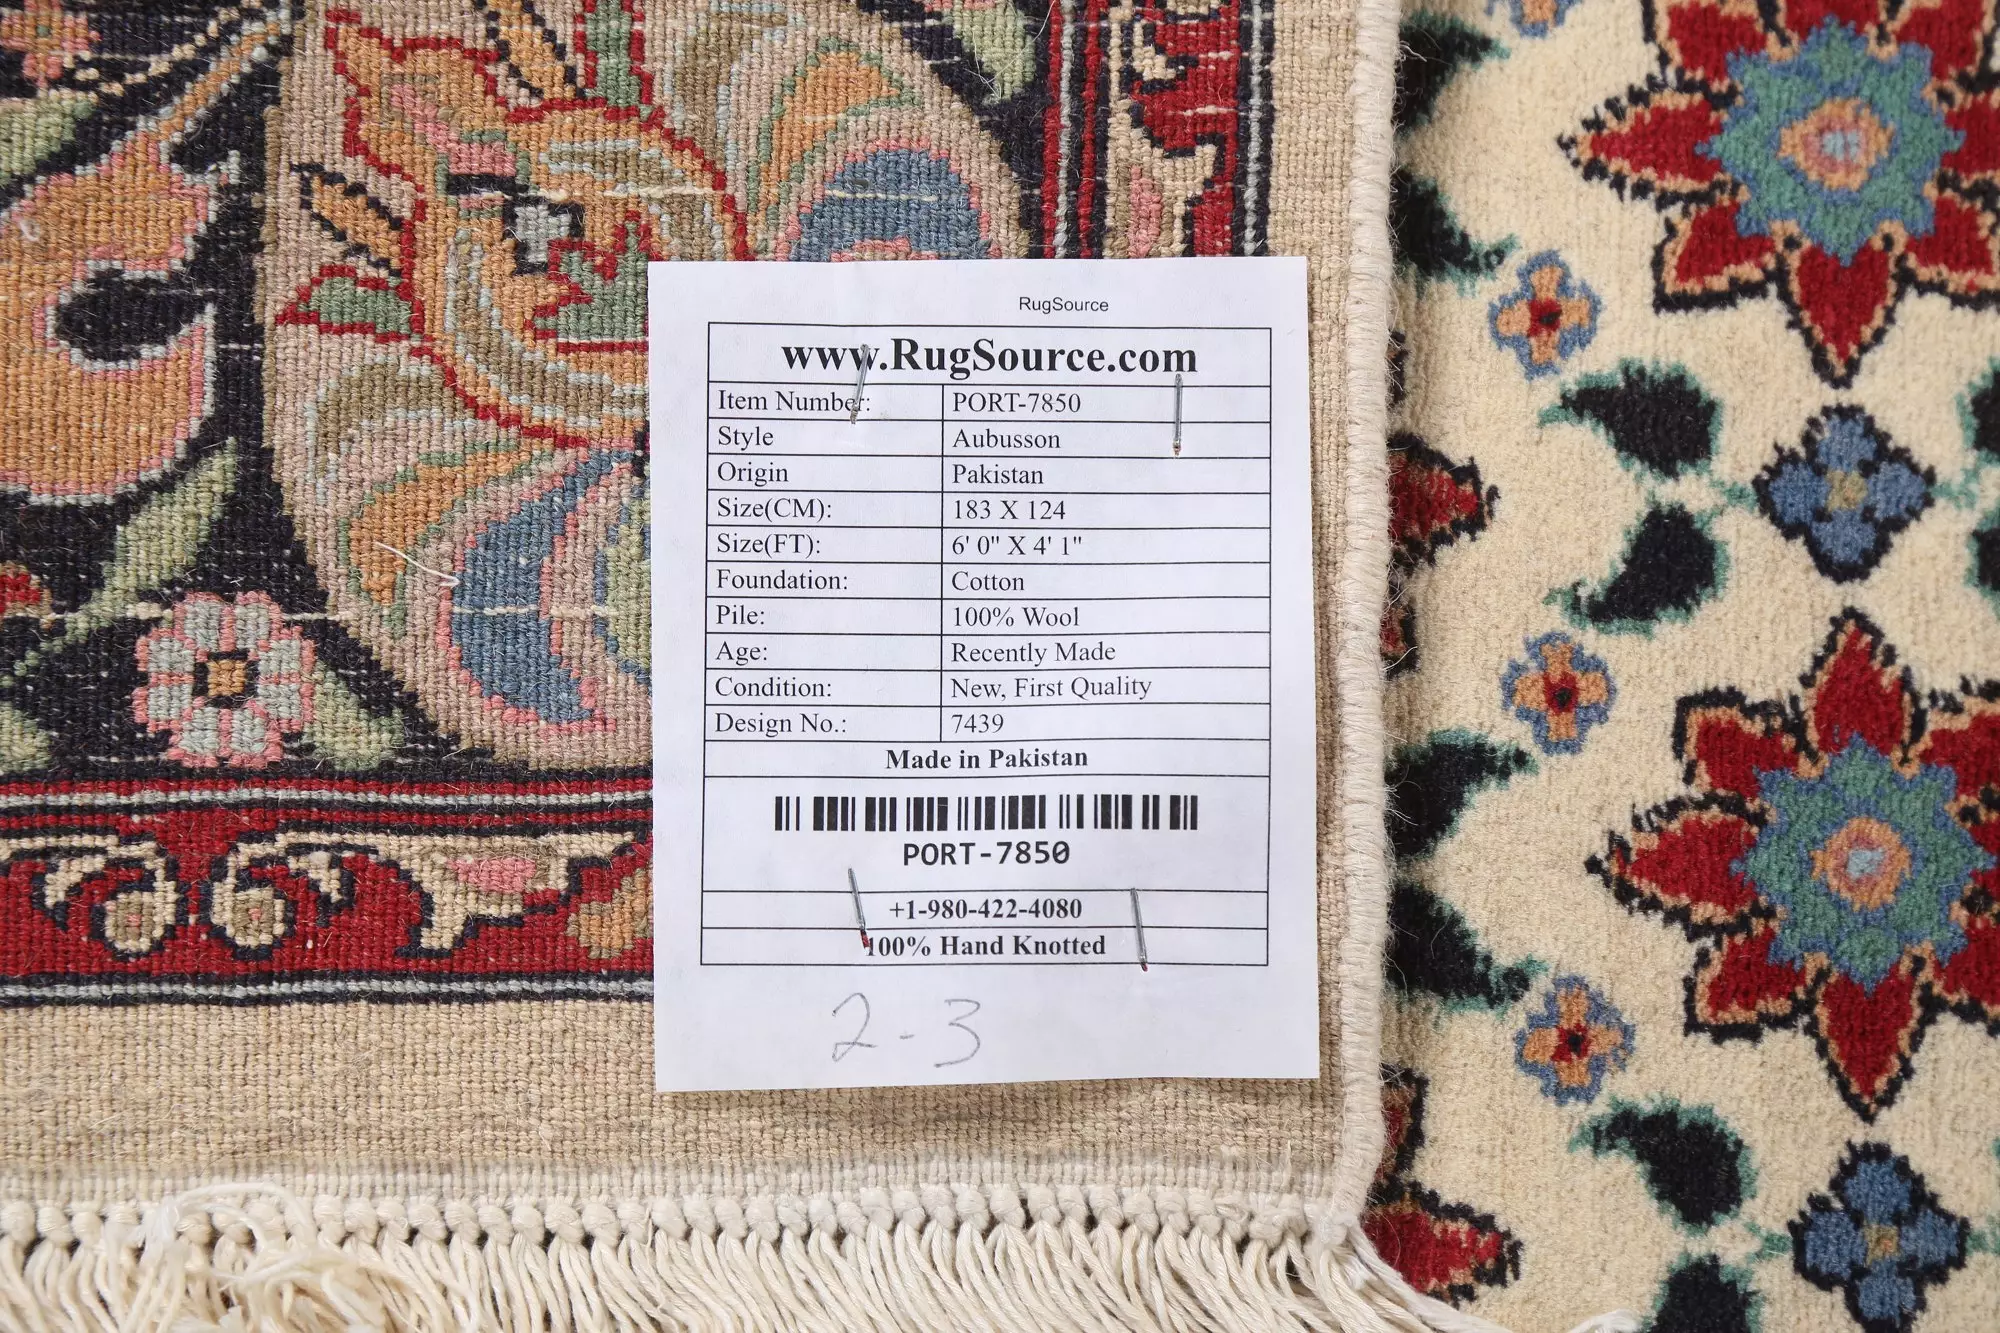 RugSource
www.RugSource.com
Item Number: PORT-7850
Style Aubusson
Origin Pakistan
Size(CM): 183 X 124
Size(FT): 6' 0" X 4' 1"
Foundation: Cotton
Pile: 100% Wool
Age: Recently Made
Condition: New, First Quality
Design No.: 7439
Made in Pakistan
PORT-7850
+1-980-422-4080
100% Hand Knotted
2-3